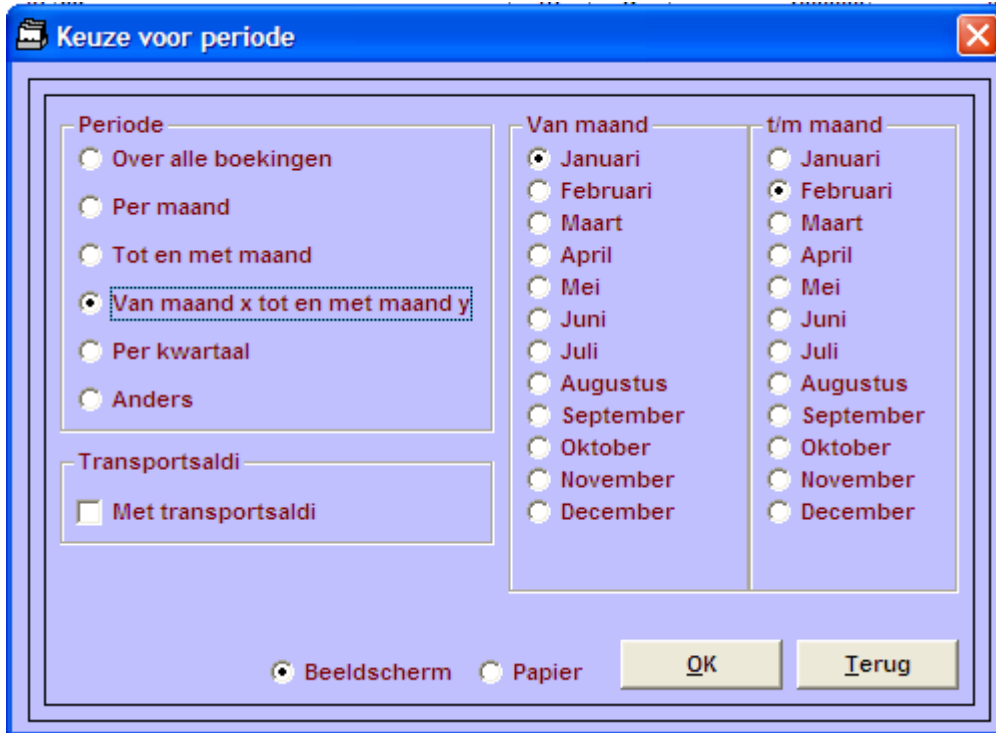 Keuze voor periode
Periode
Over alle boekingen
Per maand
Tot en met maand
Van maand x tot en met maand y
Per kwartaal
Anders
Transportsaldi
Met transportsaldi
Van maand
Januari
Februari
Maart
April
Mei
Juni
Juli
Augustus
September
Oktober
November
December
t/m maand
Januari
Februari
Maart
April
Mei
Juni
Juli
Augustus
September
Oktober
November
December
Beeldscherm Papier OK Terug